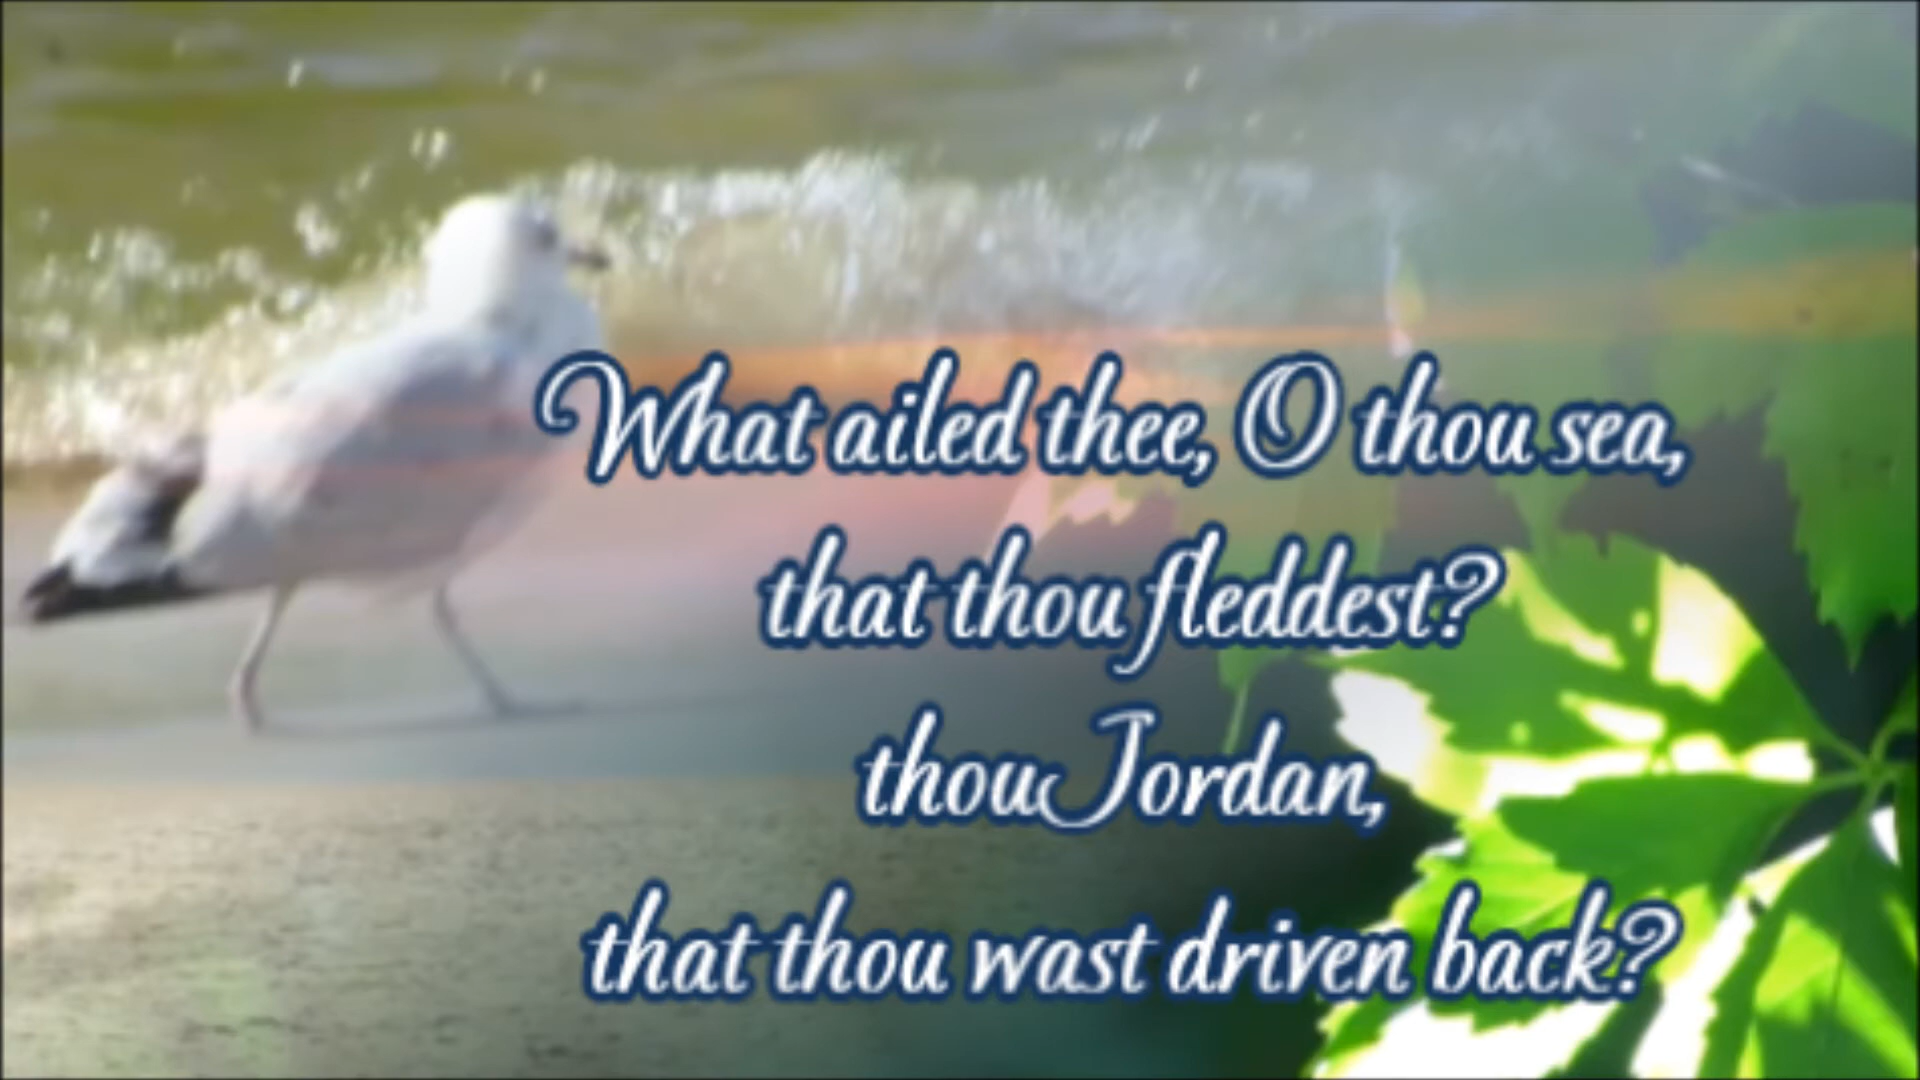 What ailed thee, O thou sea,
that thou fleddest?
thou Jordan,
that thou wast driven back?